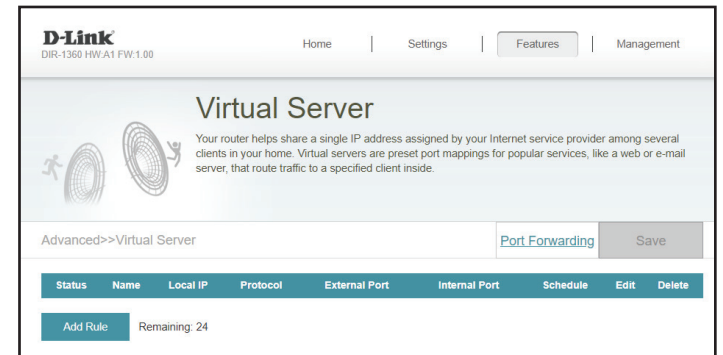 D-Link
DIR-1360 HW:A1 FW:1.00
Home | Settings | Features | Management
Virtual Server
Your router helps share a single IP address assigned by your Internet service provider among several
clients in your home. Virtual servers are preset port mappings for popular services, like a web or e-mail
server, that route traffic to a specified client inside.
Advanced>>Virtual Server Port Forwarding Save
Status Name Local IP Protocol External Port Internal Port Schedule Edit Delete
Add Rule Remaining: 24